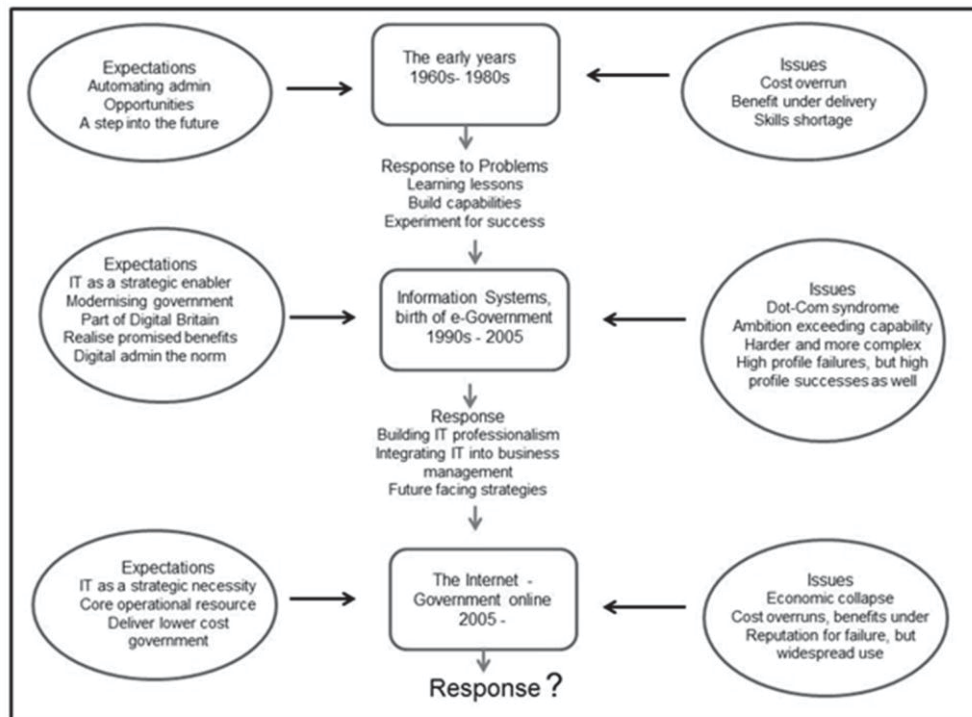 Expectations
Automating admin
Opportunities
A step into the future
The early years
1960s- 1980s
Issues
Cost overrun
Benefit under delivery
Skills shortage
Response to Problems
Learning lessons
Build capabilities
Experiment for success
Expectations
IT as a strategic enabler
Modernising government
Part of Digital Britain
Realise promised benefits
Digital admin the norm
Information Systems,
birth of e-Government
1990s - 2005
Issues
Dot-Com syndrome
Ambition exceeding capability
Harder and more complex
High profile failures, but high
profile successes as well
Response
Building IT professionalism
Integrating IT into business
management
Future facing strategies
Expectations
IT as a strategic necessity
Core operational resource
Deliver lower cost
government
The Internet -
Government online
2005 -
Issues
Economic collapse
Cost overruns, benefits under
Reputation for failure, but
widespread use
Response ?